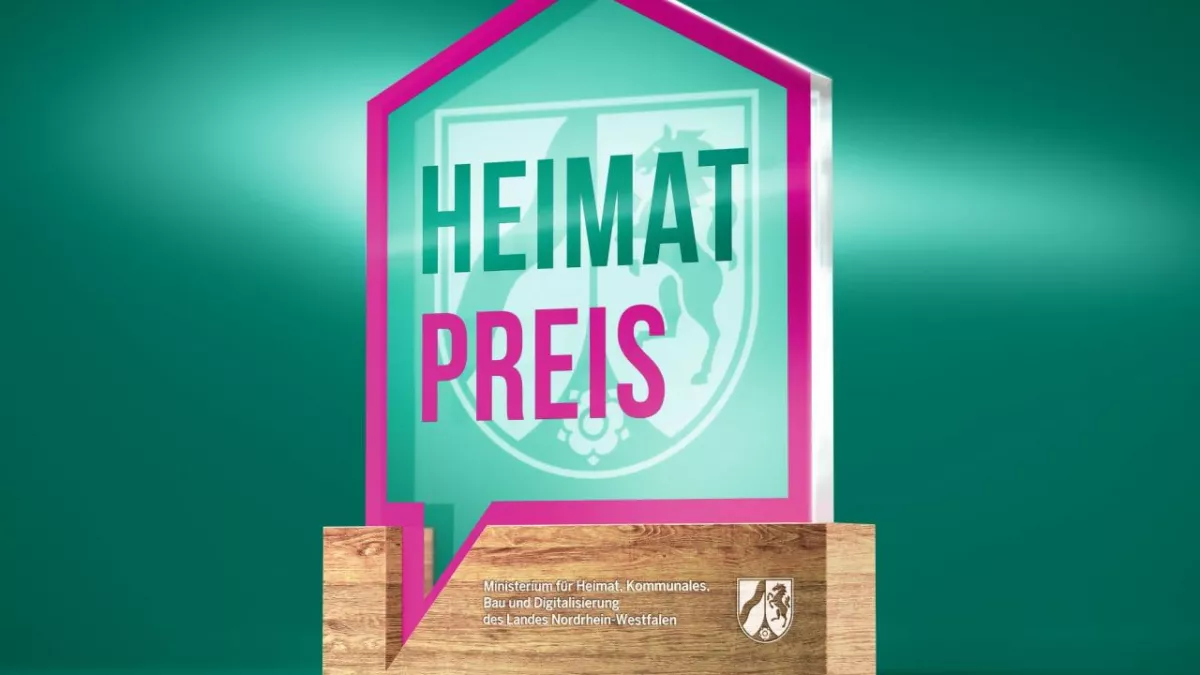 HEIMAT
PREIS
Ministerium für Heimat, Kommunales,
Bau und Digitalisierung
des Landes Nordrhein-Westfalen